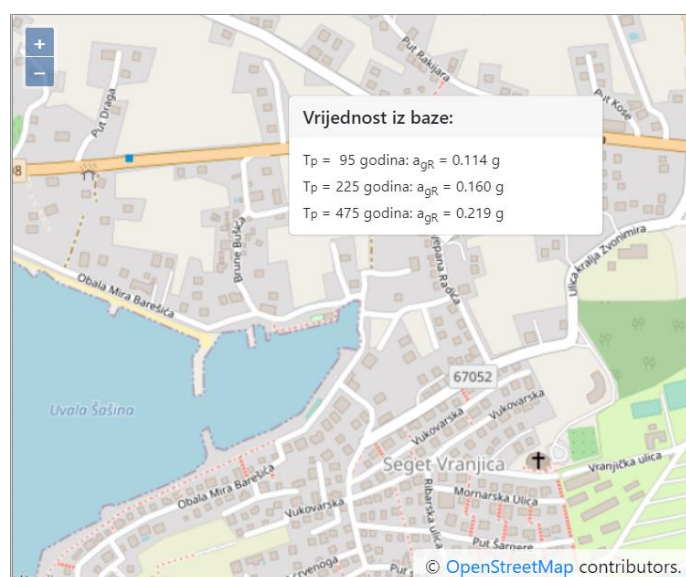 +
−
Put Rakijara
Put Kose
Put Draga
Vrijednost iz baze:
Tp = 95 godina: agR = 0.114 g
Tp = 225 godina: agR = 0.160 g
Tp = 475 godina: agR = 0.219 g
Brune Bušića
Ulica kralja Zvonimira
Obala Mira Barešića
67052
Uvala Šašina
Vukovarska
Vukovarska
Seget Vranjica
Vranjička ulica
Obala Mira Barešića
Ribarska ulica
Mornarska Ulica
Vukovarska
Put Šarnere
© OpenStreetMap contributors.